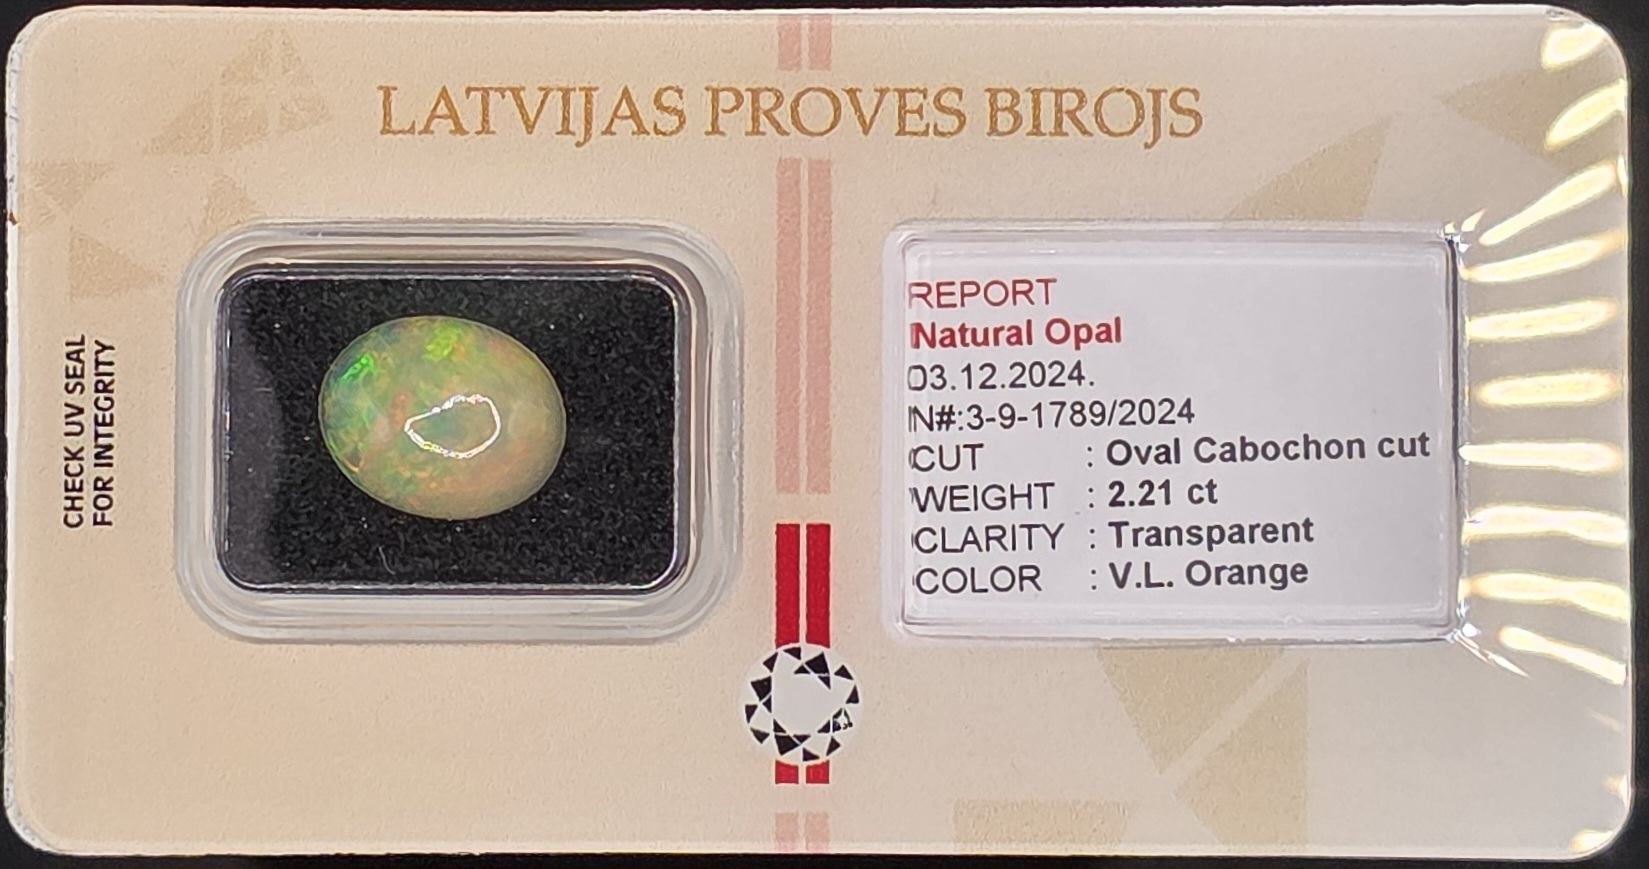 LATVIJAS PROVES BIROJS
CHECK UV SEAL
FOR INTEGRITY
REPORT
Natural Opal
03.12.2024.
N#:3-9-1789/2024
CUT : Oval Cabochon cut
WEIGHT : 2.21 ct
CLARITY : Transparent
COLOR : V.L. Orange